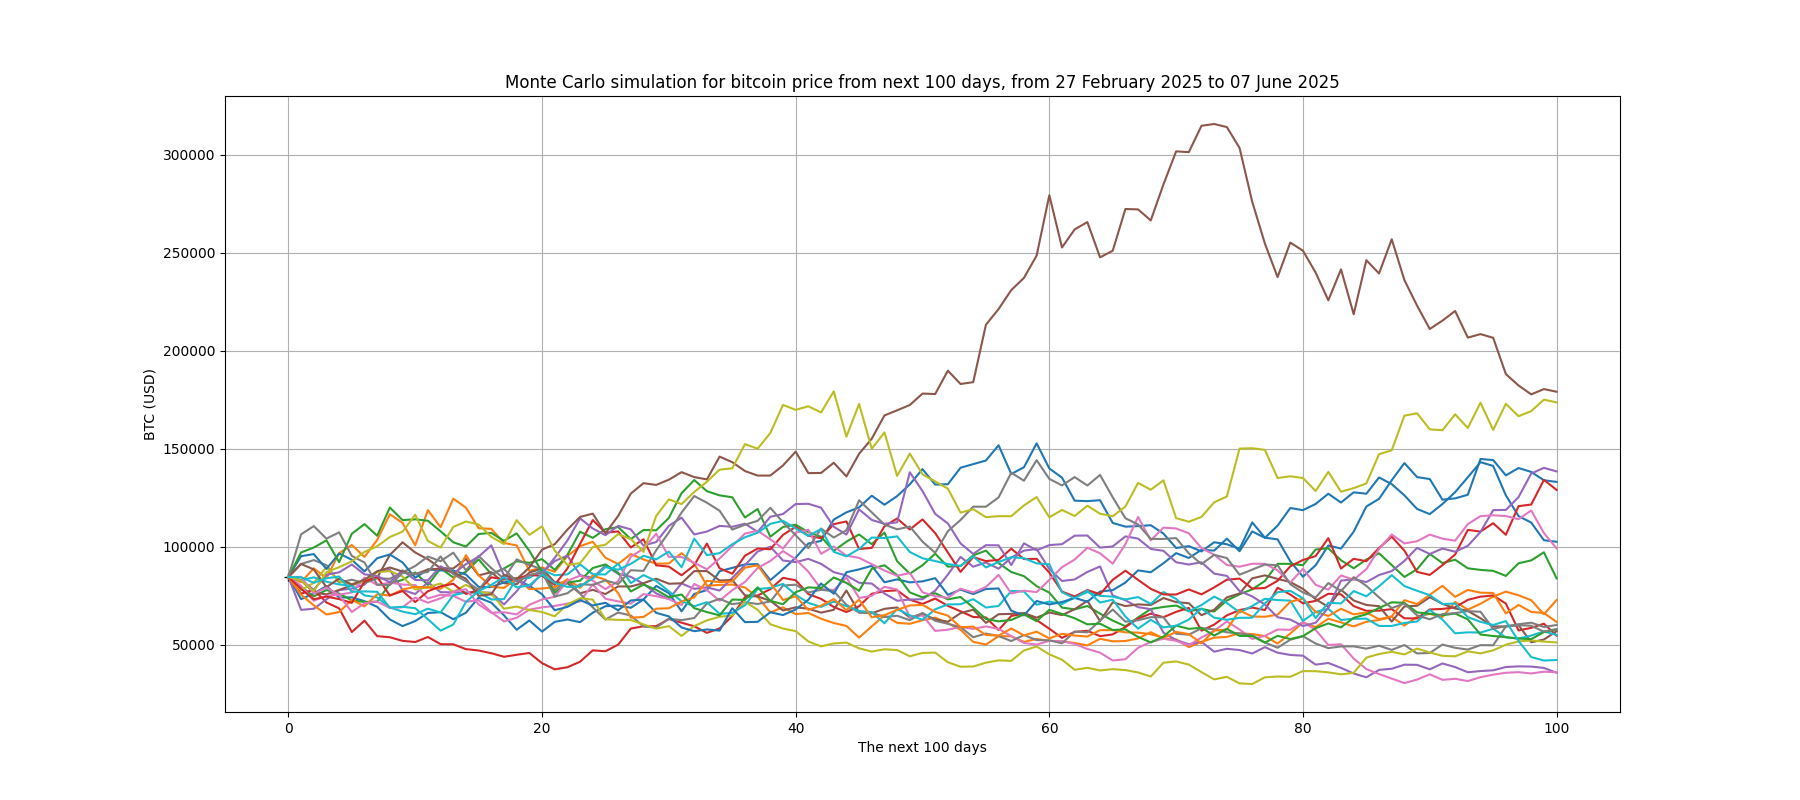 Monte Carlo simulation for bitcoin price from next 100 days, from 27 February 2025 to 07 June 2025
300000
250000
200000
150000
100000
50000
BTC (USD)
0 20 40 60 80 100
The next 100 days